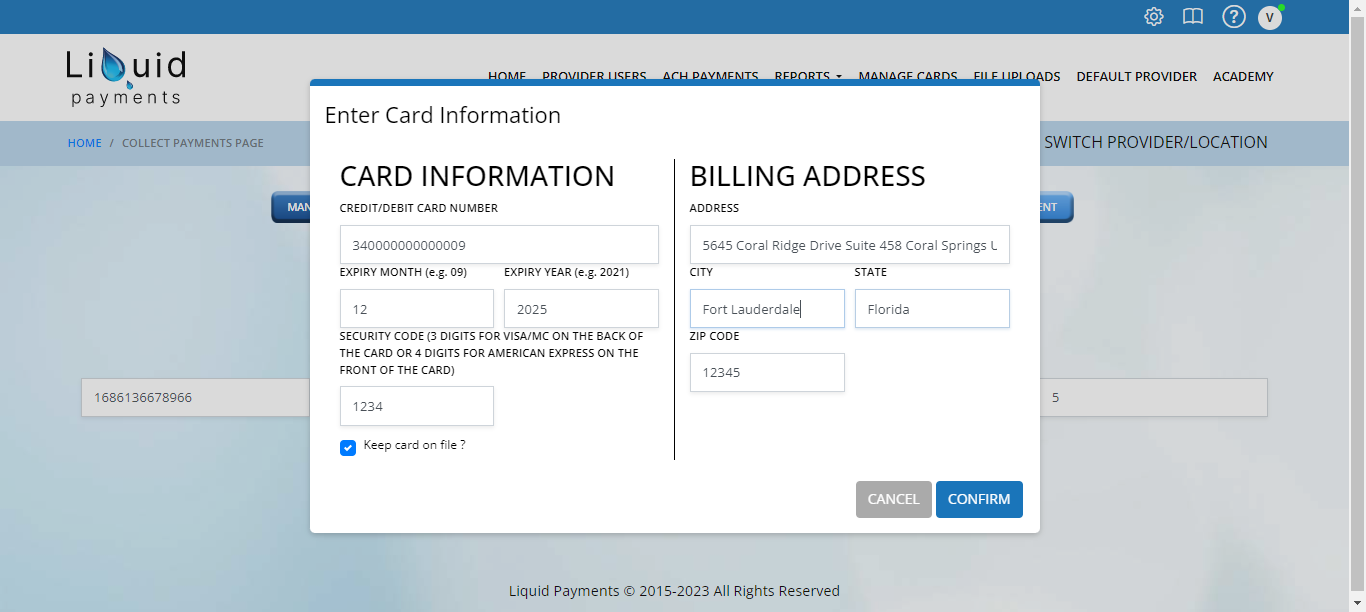 V
Liquid
payments
HOME PROVIDER USERS ACH PAYMENTS REPORTS MANAGE CARDS FILE UPLOADS DEFAULT PROVIDER ACADEMY
HOME / COLLECT PAYMENTS PAGE
SWITCH PROVIDER/LOCATION
Enter Card Information
CARD INFORMATION
CREDIT/DEBIT CARD NUMBER
340000000000009
EXPIRY MONTH (e.g. 09) EXPIRY YEAR (e.g. 2021)
12 2025
SECURITY CODE (3 DIGITS FOR VISA/MC ON THE BACK OF
THE CARD OR 4 DIGITS FOR AMERICAN EXPRESS ON THE
FRONT OF THE CARD)
1234
Keep card on file ?
BILLING ADDRESS
ADDRESS
5645 Coral Ridge Drive Suite 458 Coral Springs
CITY STATE
Fort Lauderdale Florida
ZIP CODE
12345
CANCEL CONFIRM
1686136678966
5
Liquid Payments © 2015-2023 All Rights Reserved